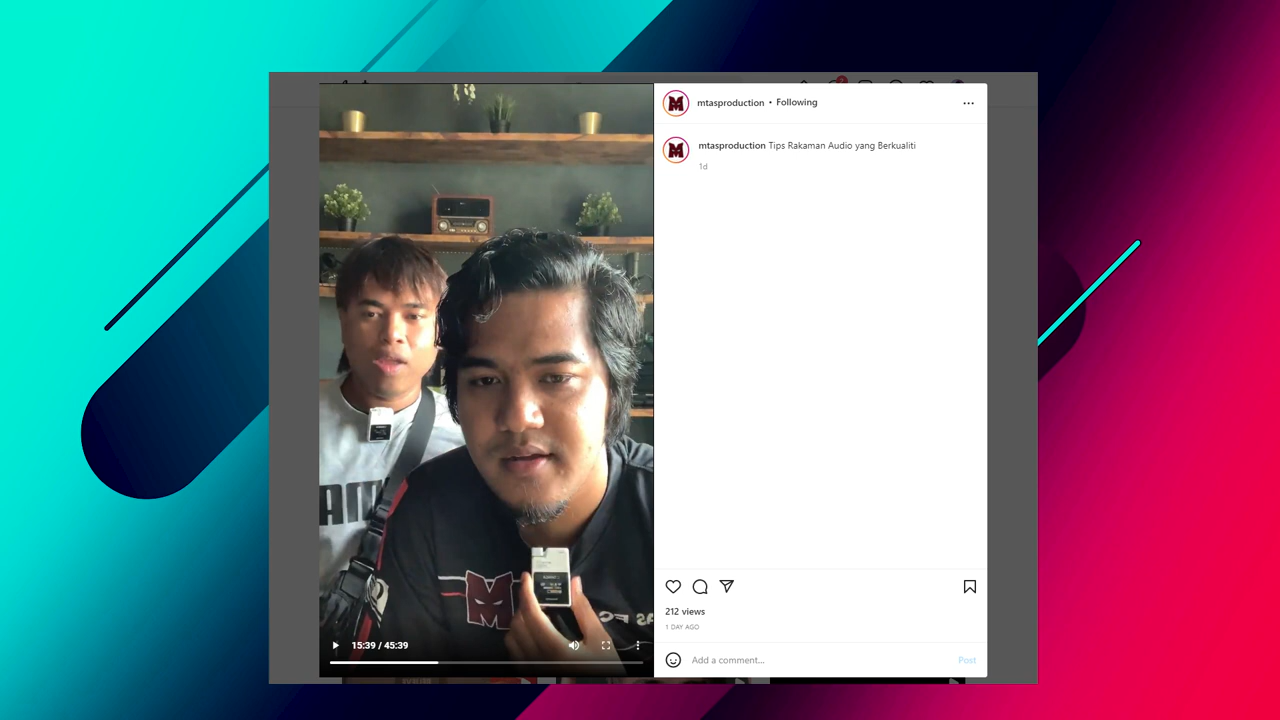 mtasproduction • Following
mtasproduction Tips Rakaman Audio yang Berkualiti
1d
15:39 / 45:39
212 views
1 DAY AGO
Add a comment...
Post